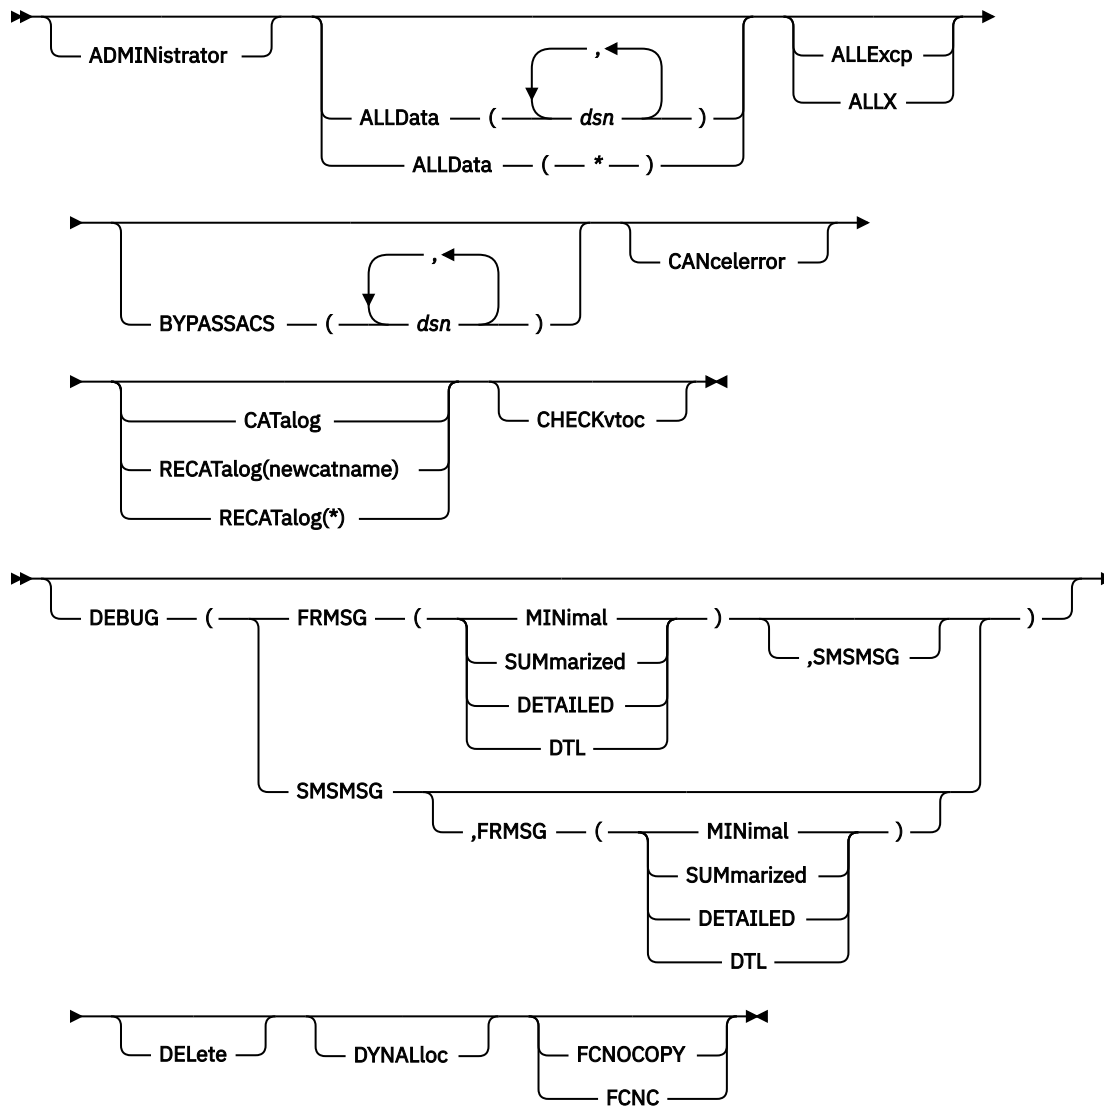 ADMINistrator
ALLData ( dsn , )
ALLData ( * )
ALLExcp
ALLX
BYPASSACS ( dsn , )
CANcelerror
CATalog
RECATalog(newcatname)
RECATalog(*)
CHECKvtoc
DEBUG ( FRMSG ( MINimal )
SUMmarized
DETAILED
DTL
,SMSMSG )
SMSMSG
,FRMSG ( MINimal )
SUMmarized
DETAILED
DTL
DELete
DYNALloc
FCNOCOPY
FCNC